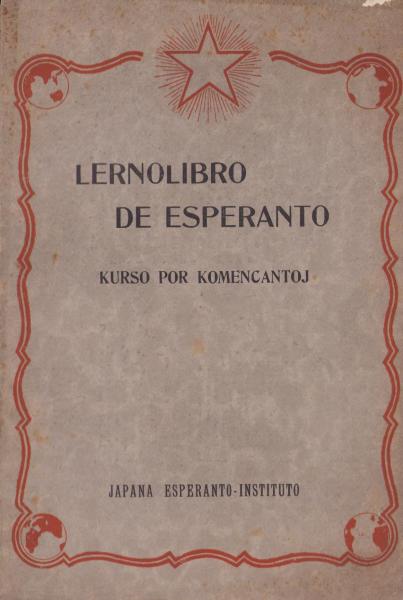 LERNOLIBRO
DE ESPERANTO
KURSO POR KOMENCANTOJ
JAPANA ESPERANTO-INSTITUTO